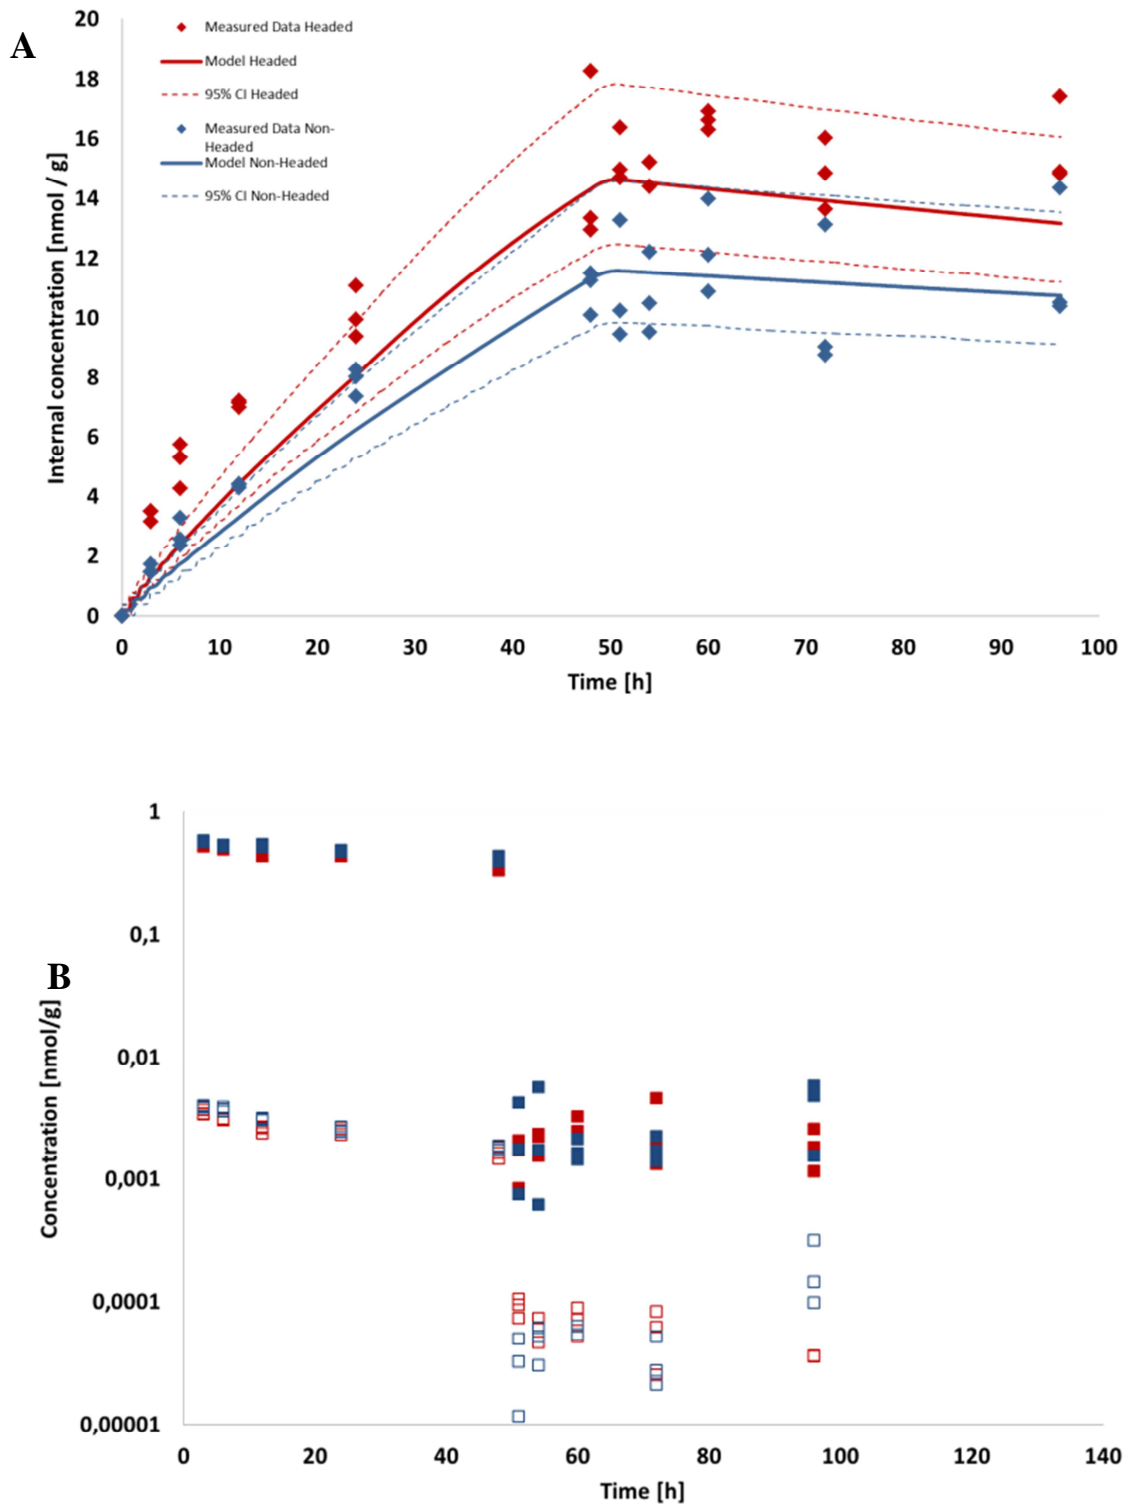 A
20
18
16
14
12
10
8
6
4
2
0
Internal concentration [nmol / g]
Measured Data Headed
Model Headed
95% CI Headed
Measured Data Non-
Headed
Model Non-Headed
95% CI Non-Headed
0 10 20 30 40 50 60 70 80 90 100
Time [h]
B
1
0,1
0,01
0,001
0,0001
0,00001
Concentration [nmol/g]
0 20 40 60 80 100 120 140
Time [h]